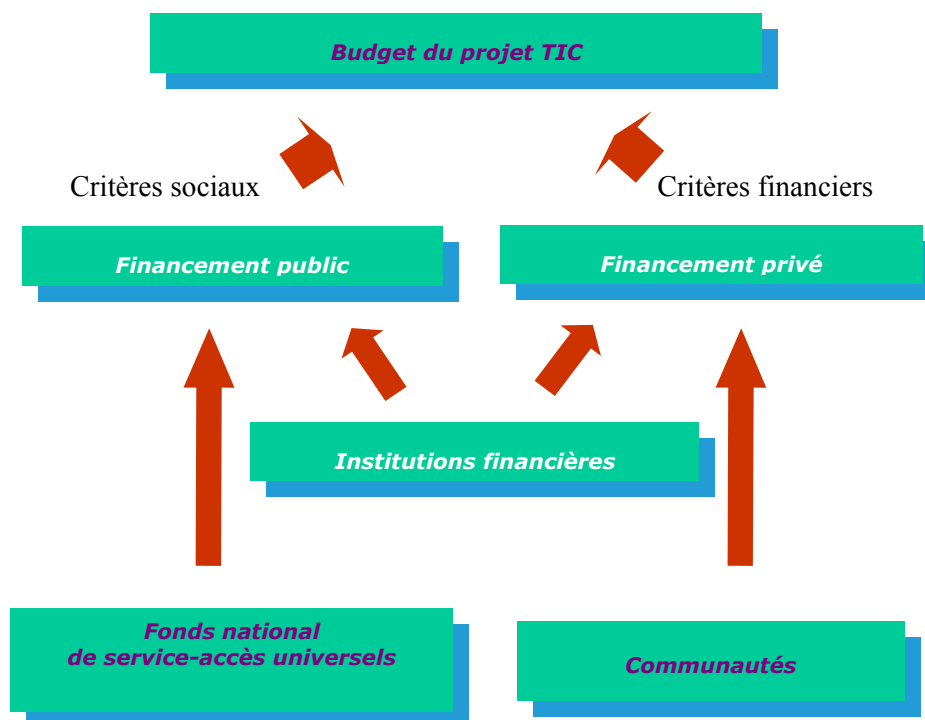 Budget du projet TIC
Critères sociaux
Critères financiers
Financement public
Financement privé
Institutions financières
Fonds national
de service-accès universels
Communautés